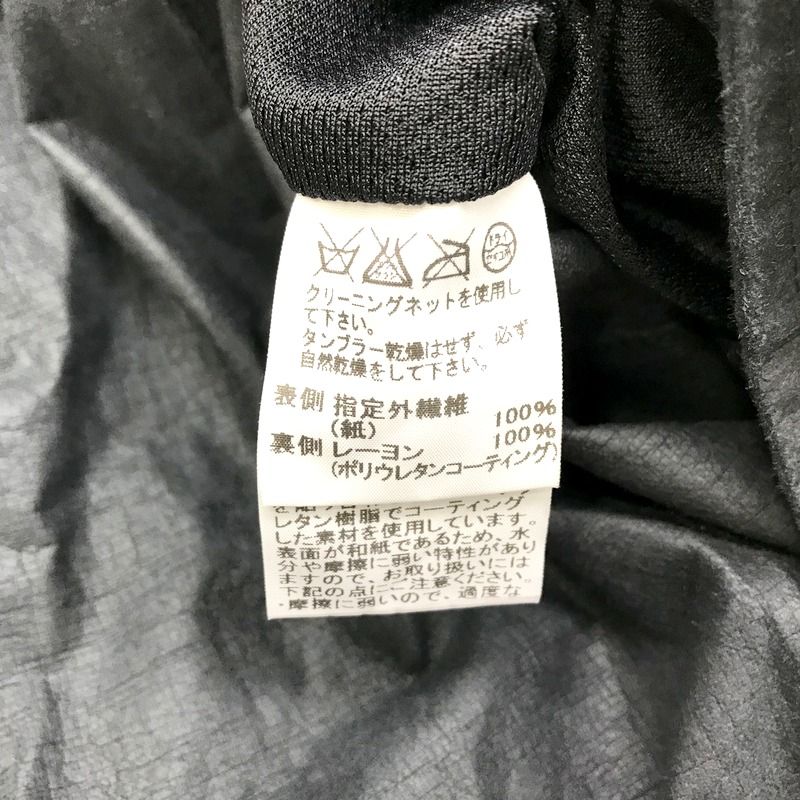 ドライ
セキユ系
クリーニングネットを使用し
て下さい。
タンブラー乾燥はせず、必ず
自然乾燥をして下さい。
表側 指定外繊維 100%
(紙)
裏側 レーヨン 100%
(ポリウレタンコーティング)
レタン樹脂でコーティング
した素材を使用しています。
表面が和紙であるため、水
分や摩擦に弱い特性があり
ますので、お取り扱いには
下記の点にご注意ください。
・摩擦に弱いので、過度な